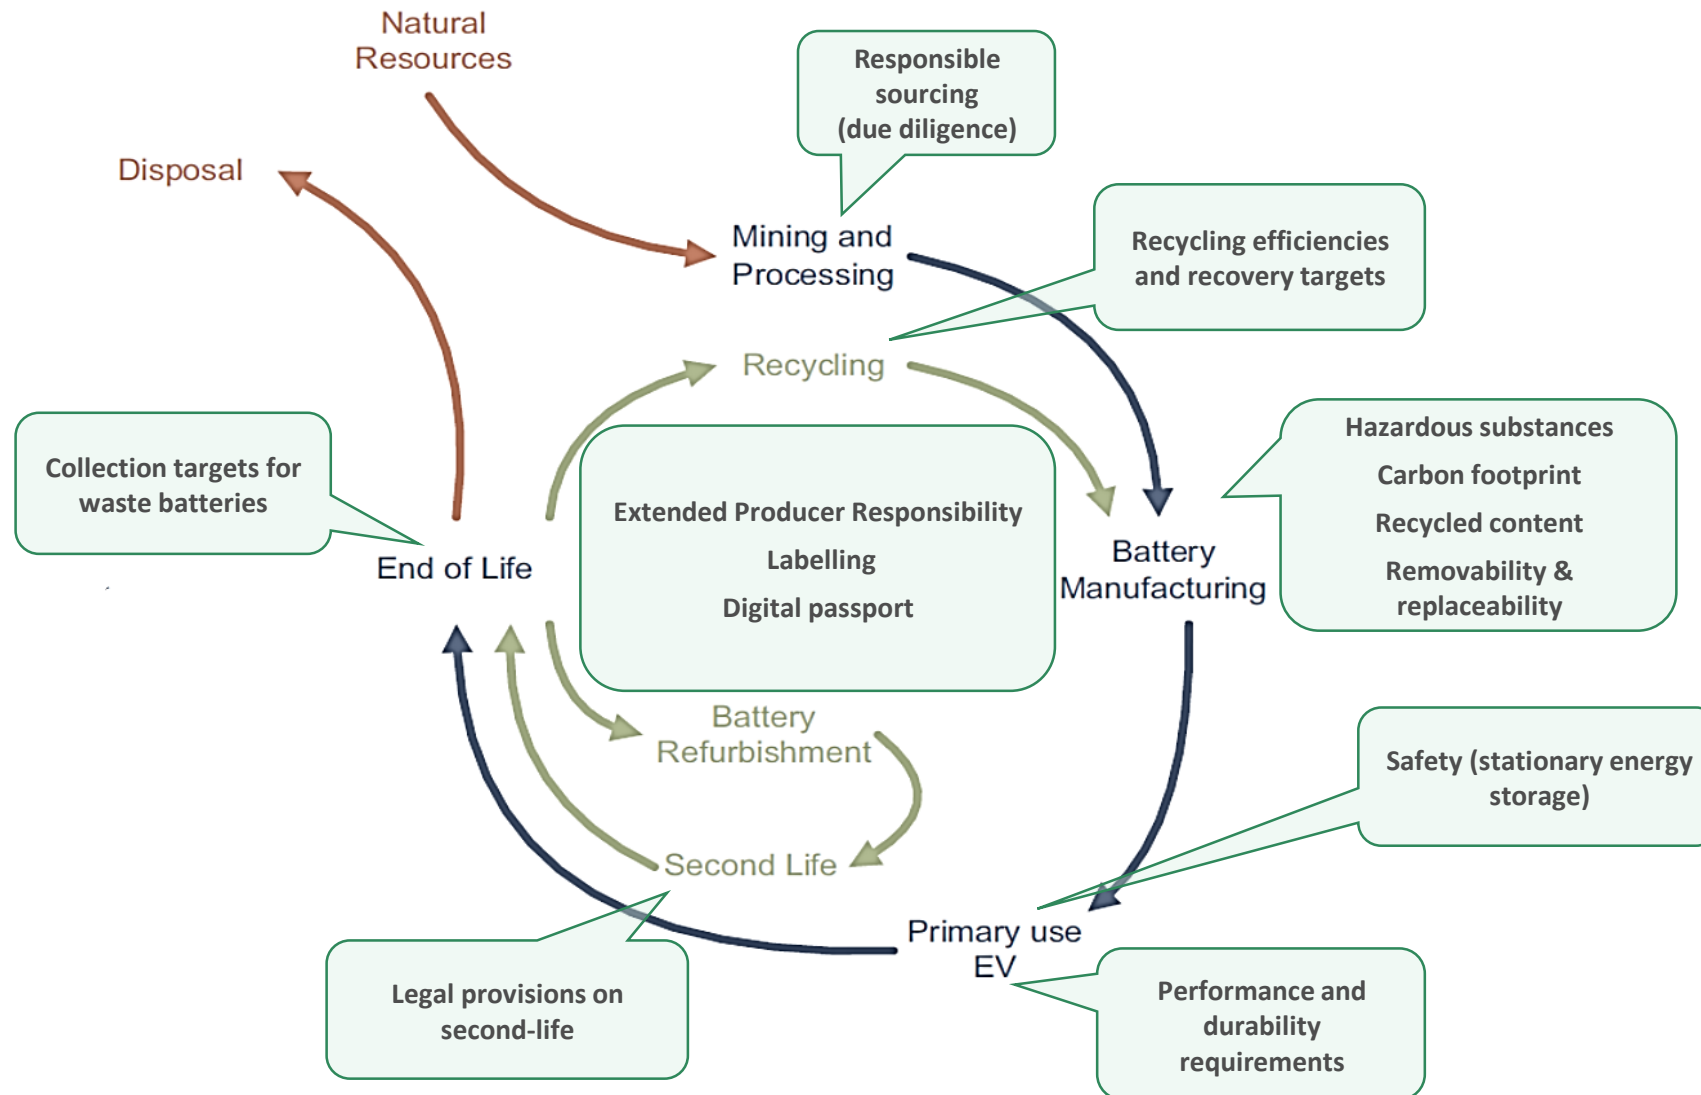 Natural
Resources
Responsible
sourcing
(due diligence)
Disposal
Mining and
Processing
Recycling efficiencies
and recovery targets
Recycling
Collection targets for
waste batteries
Hazardous substances
Carbon footprint
Recycled content
Removability &
replaceability
Extended Producer Responsibility
Labelling
Digital passport
End of Life
Battery
Manufacturing
Battery
Refurbishment
Safety (stationary energy
storage)
Second Life
Primary use
EV
Legal provisions on
second-life
Performance and
durability
requirements